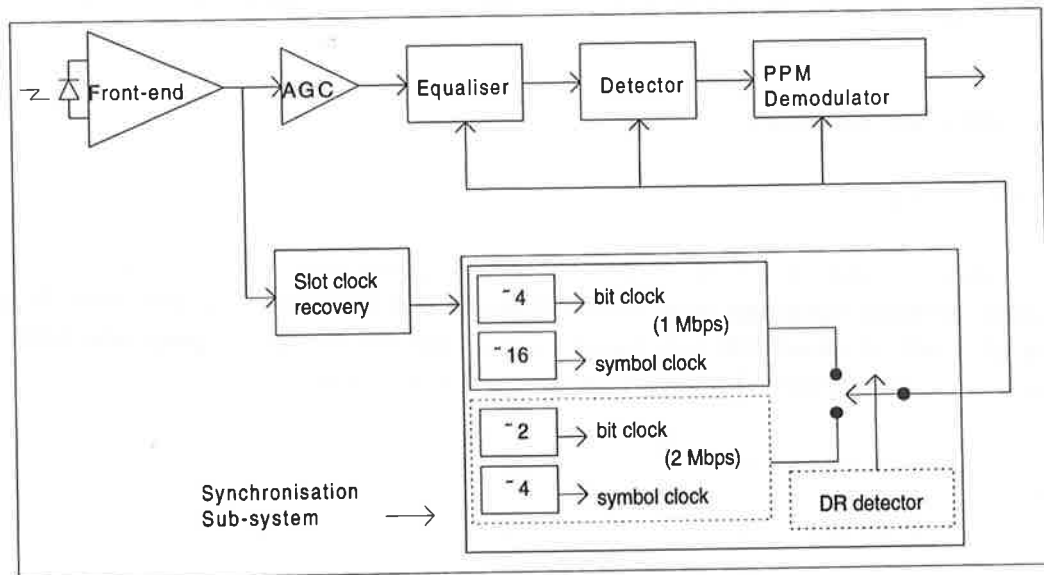 Front-end
AGC
Equaliser
Detector
PPM
Demodulator
Slot clock
recovery
~4
bit clock
(1 Mbps)
~16
symbol clock
~2
bit clock
(2 Mbps)
~4
symbol clock
Synchronisation
Sub-system
DR detector